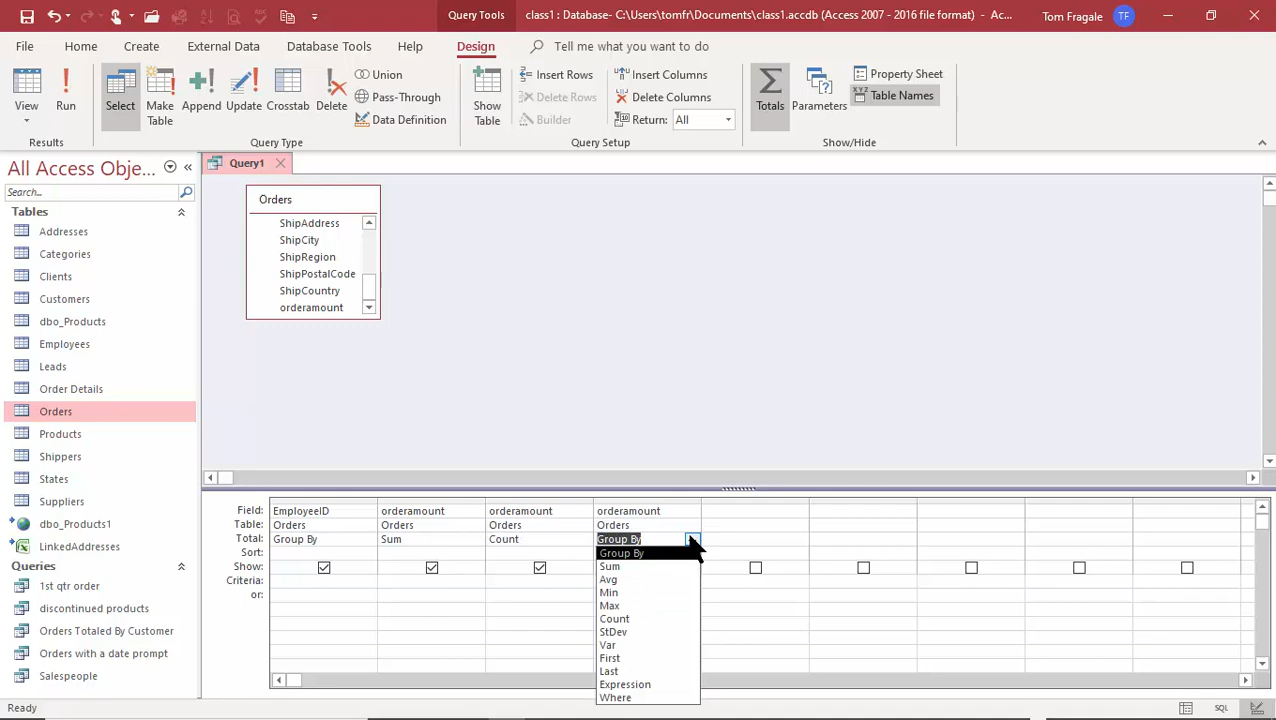 Query Tools
class1 : Database- C:\Users\tomfr\Documents\class1.accdb (Access 2007 - 2016 file format) - Ac...
Tom Fragale
TF
File
Home
Create
External Data
Database Tools
Help
Design
Tell me what you want to do
View
Run
Results
Select
Make Table
Append
Update
Crosstab
Delete
Union
Pass-Through
Data Definition
Query Type
Show Table
Insert Rows
Delete Rows
Builder
Insert Columns
Delete Columns
Return: All
Query Setup
Totals
Parameters
Property Sheet
XYZ Table Names
Show/Hide
All Access Obje...
Search...
Tables
Addresses
Categories
Clients
Customers
dbo_Products
Employees
Leads
Order Details
Orders
Products
Shippers
States
Suppliers
dbo_Products1
LinkedAddresses
Queries
1st qtr order
discontinued products
Orders Totaled By Customer
Orders with a date prompt
Salespeople
Query1
Orders
ShipAddress
ShipCity
ShipRegion
ShipPostalCode
ShipCountry
orderamount
Field: EmployeeID orderamount orderamount orderamount
Table: Orders Orders Orders Orders
Total: Group By Sum Count Group By
Sort:
Show:
Criteria:
or:
Group By
Sum
Avg
Min
Max
Count
StDev
Var
First
Last
Expression
Where
Ready
SQL